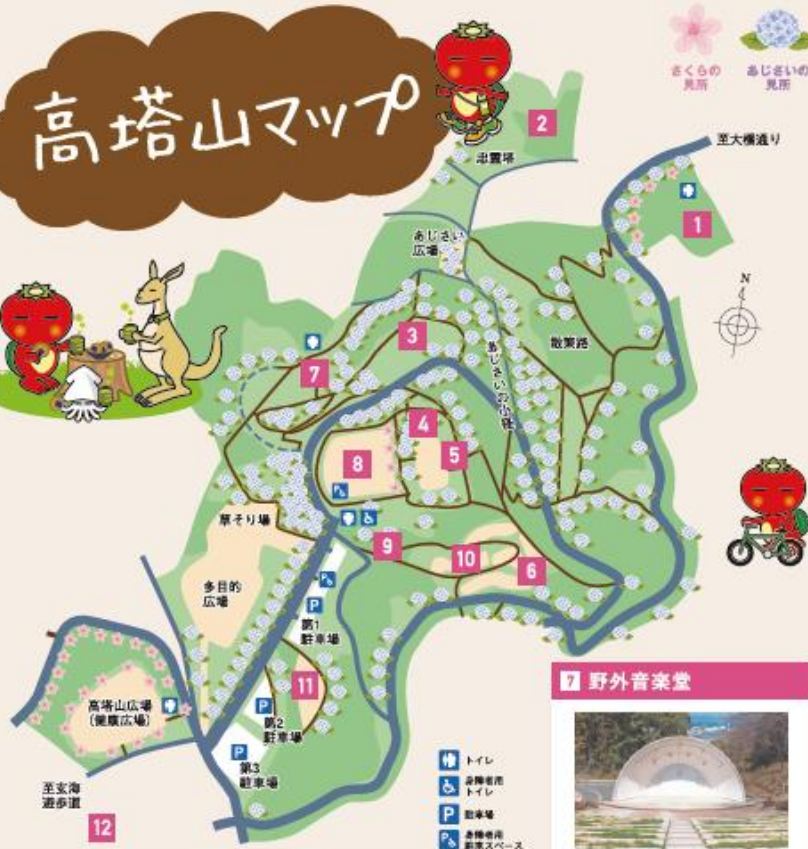 高塔山マップ
さくらの
見所
あじさいの
見所
2
忠霊塔
至大橋通り
1
あじさい
広場
N
3
散策路
あじさいの小径
7
4
5
8
草そり場
9
10
6
多目的
広場
P
第1
駐車場
11
高塔山広場
(健康広場)
P
第2
駐車場
P
第3
駐車場
至玄海
遊歩道
12
トイレ
身障者用
トイレ
P 駐車場
身障者用
駐車スペース
7 野外音楽堂